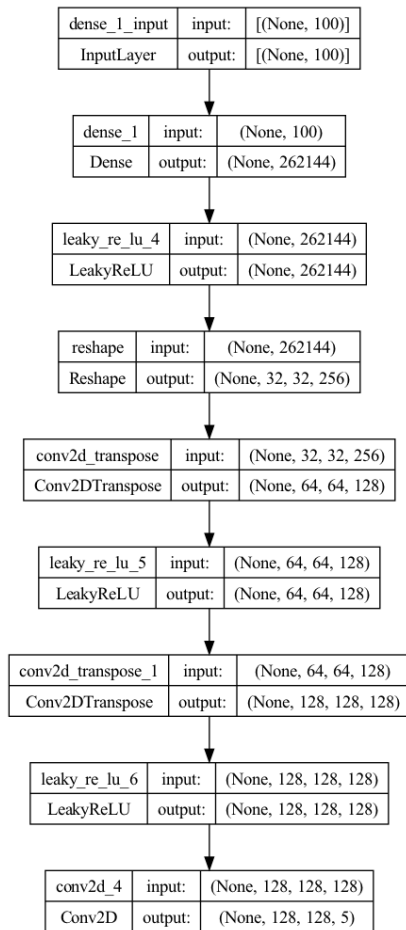 dense_1_input input: [(None, 100)]
InputLayer output: [(None, 100)]
dense_1 input: (None, 100)
Dense output: (None, 262144)
leaky_re_lu_4 input: (None, 262144)
LeakyReLU output: (None, 262144)
reshape input: (None, 262144)
Reshape output: (None, 32, 32, 256)
conv2d_transpose input: (None, 32, 32, 256)
Conv2DTranspose output: (None, 64, 64, 128)
leaky_re_lu_5 input: (None, 64, 64, 128)
LeakyReLU output: (None, 64, 64, 128)
conv2d_transpose_1 input: (None, 64, 64, 128)
Conv2DTranspose output: (None, 128, 128, 128)
leaky_re_lu_6 input: (None, 128, 128, 128)
LeakyReLU output: (None, 128, 128, 128)
conv2d_4 input: (None, 128, 128, 128)
Conv2D output: (None, 128, 128, 5)